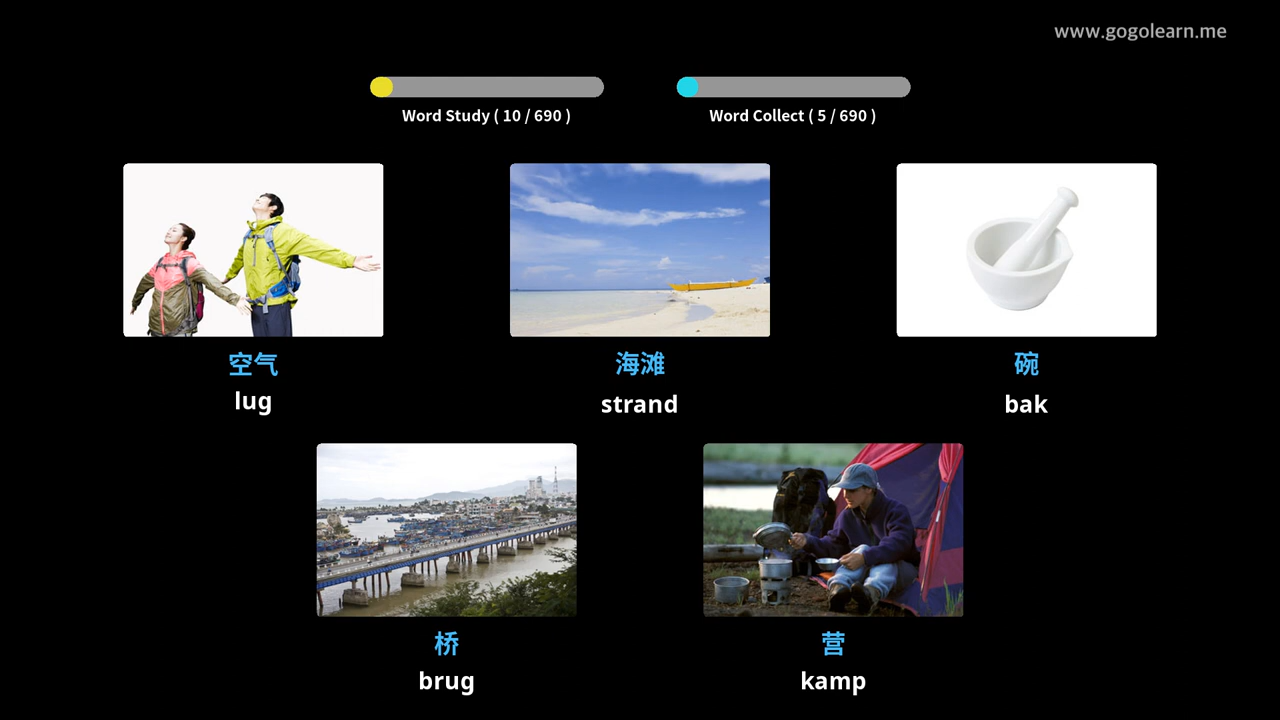 www.gogolearn.me
Word Study ( 10 / 690 )
Word Collect ( 5 / 690 )
空气
lug
海滩
strand
碗
bak
桥
brug
营
kamp